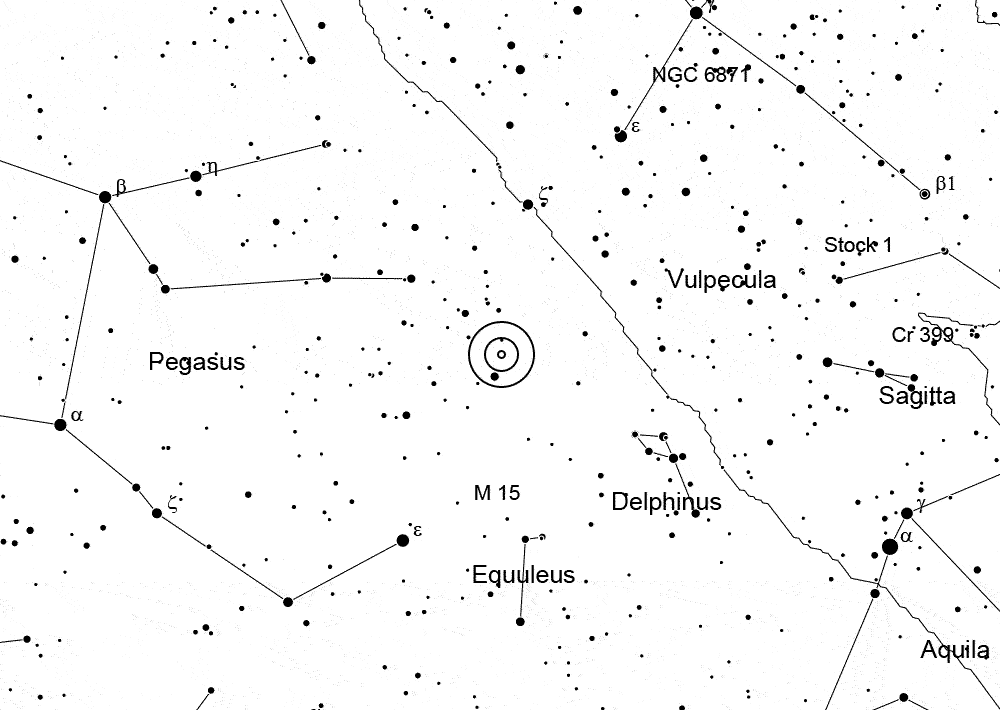 γ
NGC 6871
ε
β
η
β1
ζ
Stock 1
Vulpecula
Cr 399
Pegasus
Sagitta
α
M 15
Delphinus
ζ
γ
ε
α
Equuleus
Aquila